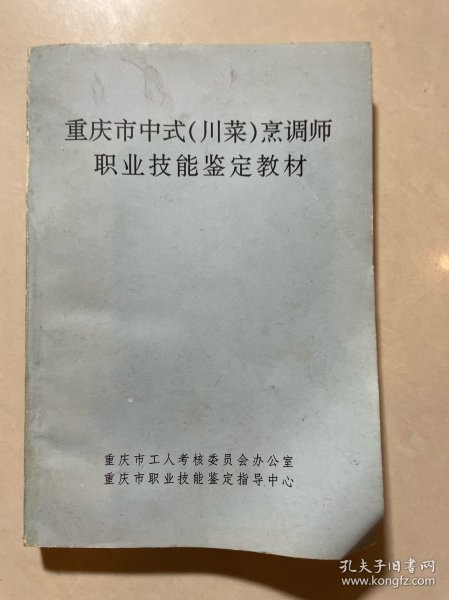 重庆市中式(川菜)烹调师
职业技能鉴定教材
重庆市工人考核委员会办公室
重庆市职业技能鉴定指导中心
孔夫子旧书网
www.kongfz.com